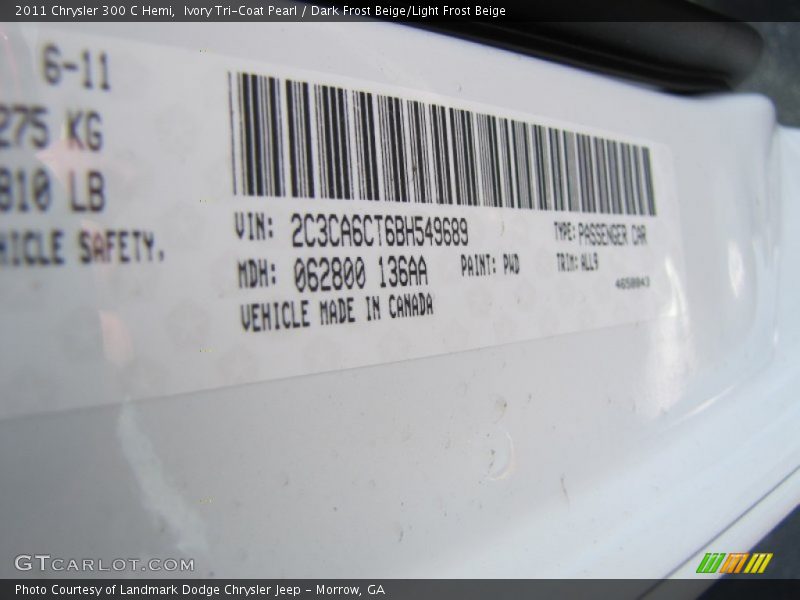 2011 Chrysler 300 C Hemi, Ivory Tri-Coat Pearl / Dark Frost Beige/Light Frost Beige
6-11
275 KG
810 LB
HICLE SAFETY.
VIN: 2C3CA6CT6BH549689 TYPE: PASSENGER CAR
MDH: 062800 136AA PAINT: PWD TRIM: ALL9
4658043
VEHICLE MADE IN CANADA
GTCARLOT.COM
Photo Courtesy of Landmark Dodge Chrysler Jeep - Morrow, GA